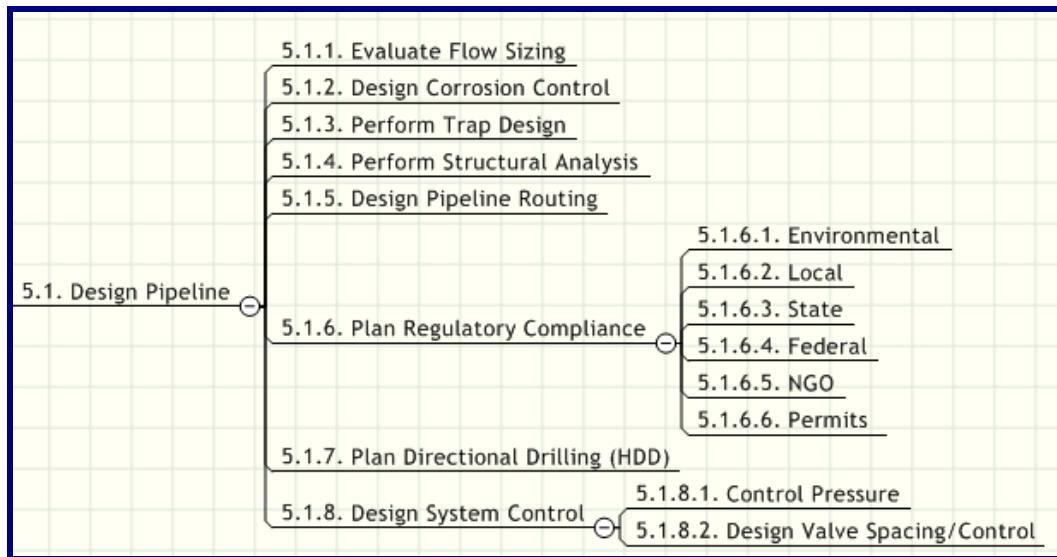 5.1. Design Pipeline
5.1.1. Evaluate Flow Sizing
5.1.2. Design Corrosion Control
5.1.3. Perform Trap Design
5.1.4. Perform Structural Analysis
5.1.5. Design Pipeline Routing
5.1.6. Plan Regulatory Compliance
5.1.6.1. Environmental
5.1.6.2. Local
5.1.6.3. State
5.1.6.4. Federal
5.1.6.5. NGO
5.1.6.6. Permits
5.1.7. Plan Directional Drilling (HDD)
5.1.8. Design System Control
5.1.8.1. Control Pressure
5.1.8.2. Design Valve Spacing/Control